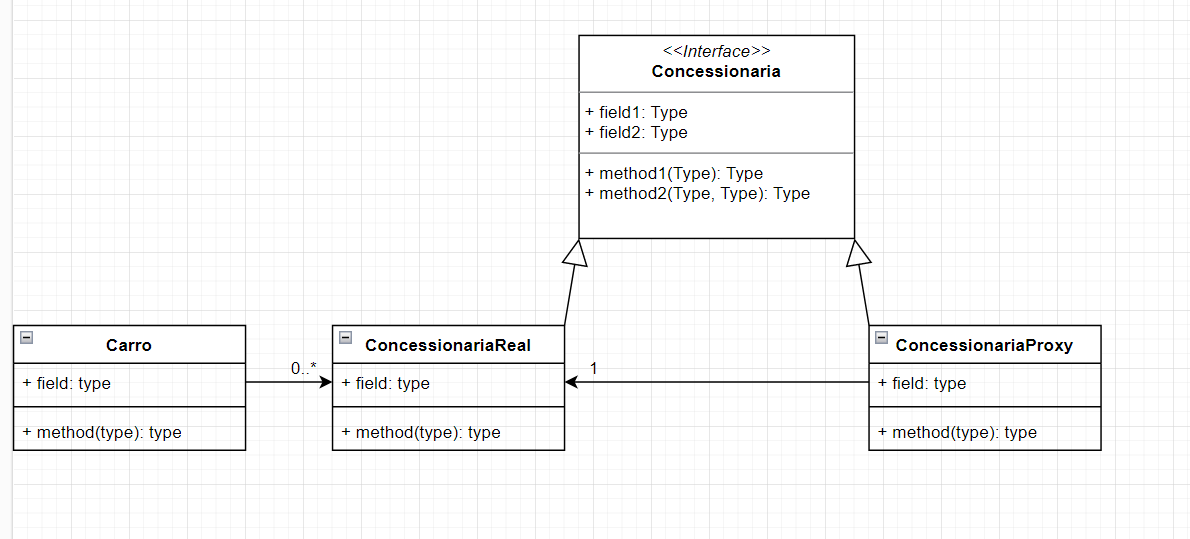 <<Interface>>
Concessionaria
+ field1: Type
+ field2: Type
+ method1(Type): Type
+ method2(Type, Type): Type
Carro
+ field: type
+ method(type): type
0..*
ConcessionariaReal
+ field: type
+ method(type): type
1
ConcessionariaProxy
+ field: type
+ method(type): type